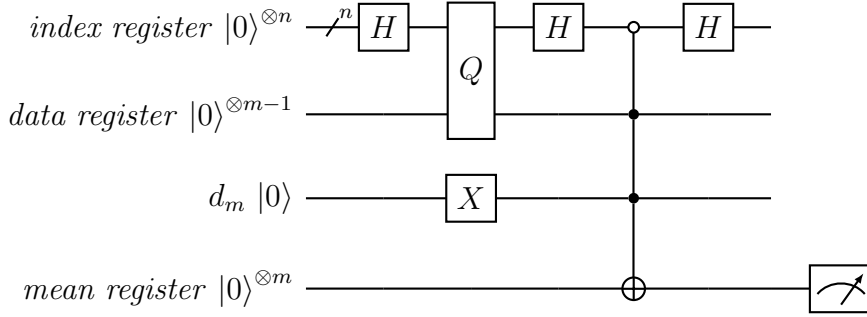 index register |0⟩^{⊗n} n H Q H H
data register |0⟩^{⊗m−1}
d_m |0⟩ X
mean register |0⟩^{⊗m}